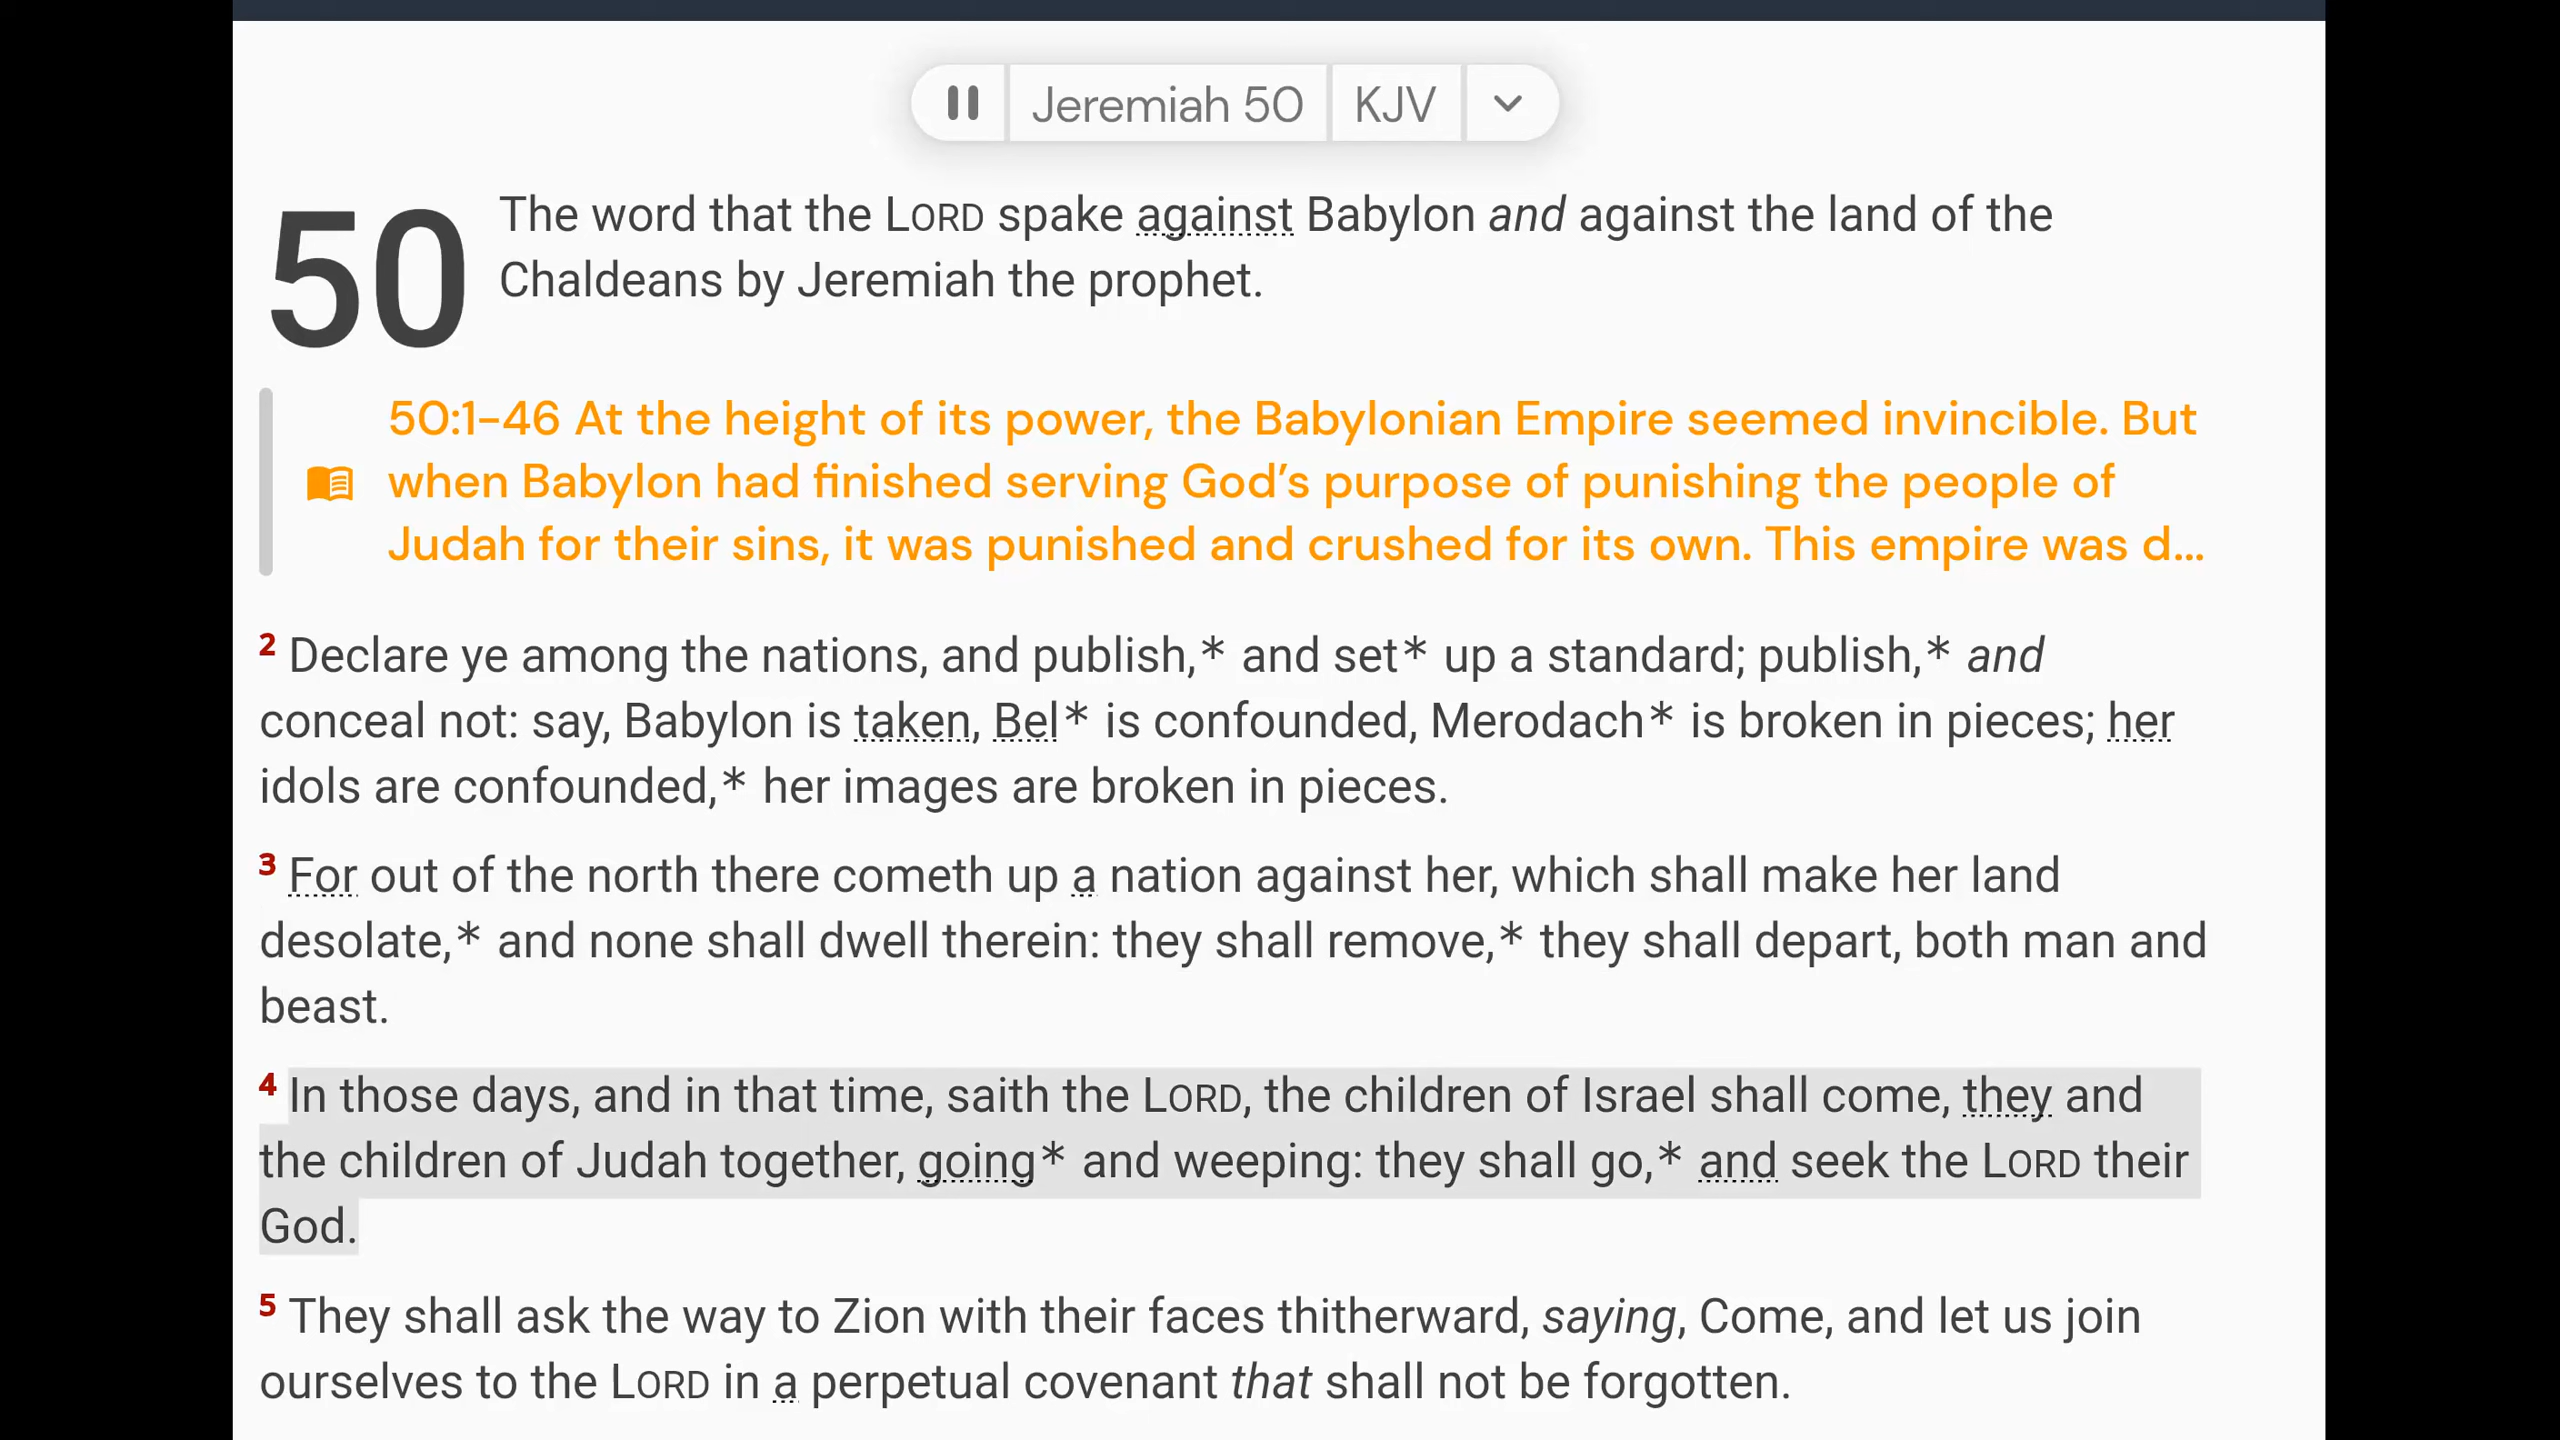 Jeremiah 50 KJV
50 The word that the LORD spake against Babylon and against the land of the
Chaldeans by Jeremiah the prophet.
50:1–46 At the height of its power, the Babylonian Empire seemed invincible. But
when Babylon had finished serving God’s purpose of punishing the people of
Judah for their sins, it was punished and crushed for its own. This empire was d...
2 Declare ye among the nations, and publish,* and set* up a standard; publish,* and
conceal not: say, Babylon is taken, Bel* is confounded, Merodach* is broken in pieces; her
idols are confounded,* her images are broken in pieces.
3 For out of the north there cometh up a nation against her, which shall make her land
desolate,* and none shall dwell therein: they shall remove,* they shall depart, both man and
beast.
4 In those days, and in that time, saith the LORD, the children of Israel shall come, they and
the children of Judah together, going* and weeping: they shall go,* and seek the LORD their
God.
5 They shall ask the way to Zion with their faces thitherward, saying, Come, and let us join
ourselves to the LORD in a perpetual covenant that shall not be forgotten.